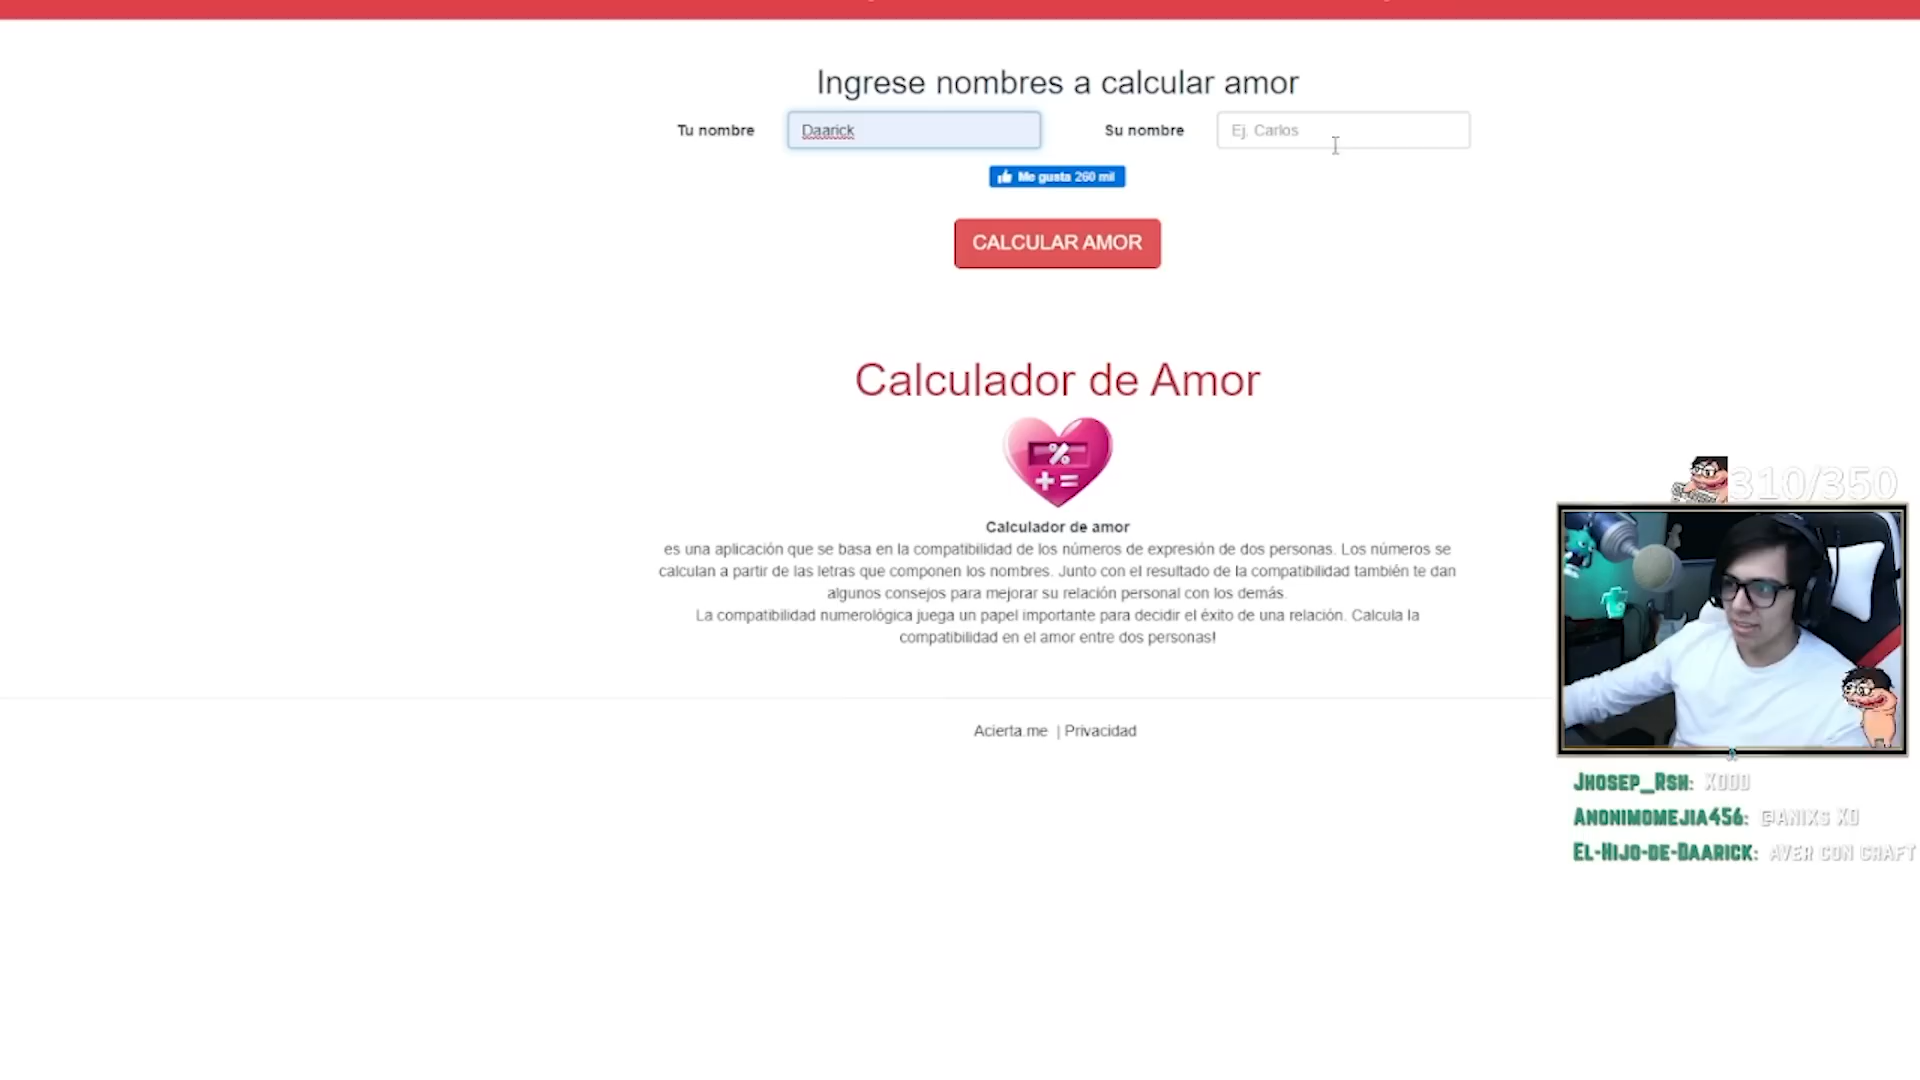 Ingrese nombres a calcular amor
Tu nombre Daarick Su nombre Ej. Carlos
Me gusta 260 mil
CALCULAR AMOR
Calculador de Amor
% + =
Calculador de amor
es una aplicación que se basa en la compatibilidad de los números de expresión de dos personas. Los números se
calculan a partir de las letras que componen los nombres. Junto con el resultado de la compatibilidad también te dan
algunos consejos para mejorar su relación personal con los demás.
La compatibilidad numerológica juega un papel importante para decidir el éxito de una relación. Calcula la
compatibilidad en el amor entre dos personas!
Acierta.me | Privacidad
310/350
Jhosep_Rsh: XDDD
Anonimomejia456: @Anixs XD
El-Hijo-de-Daarick: aver con craft